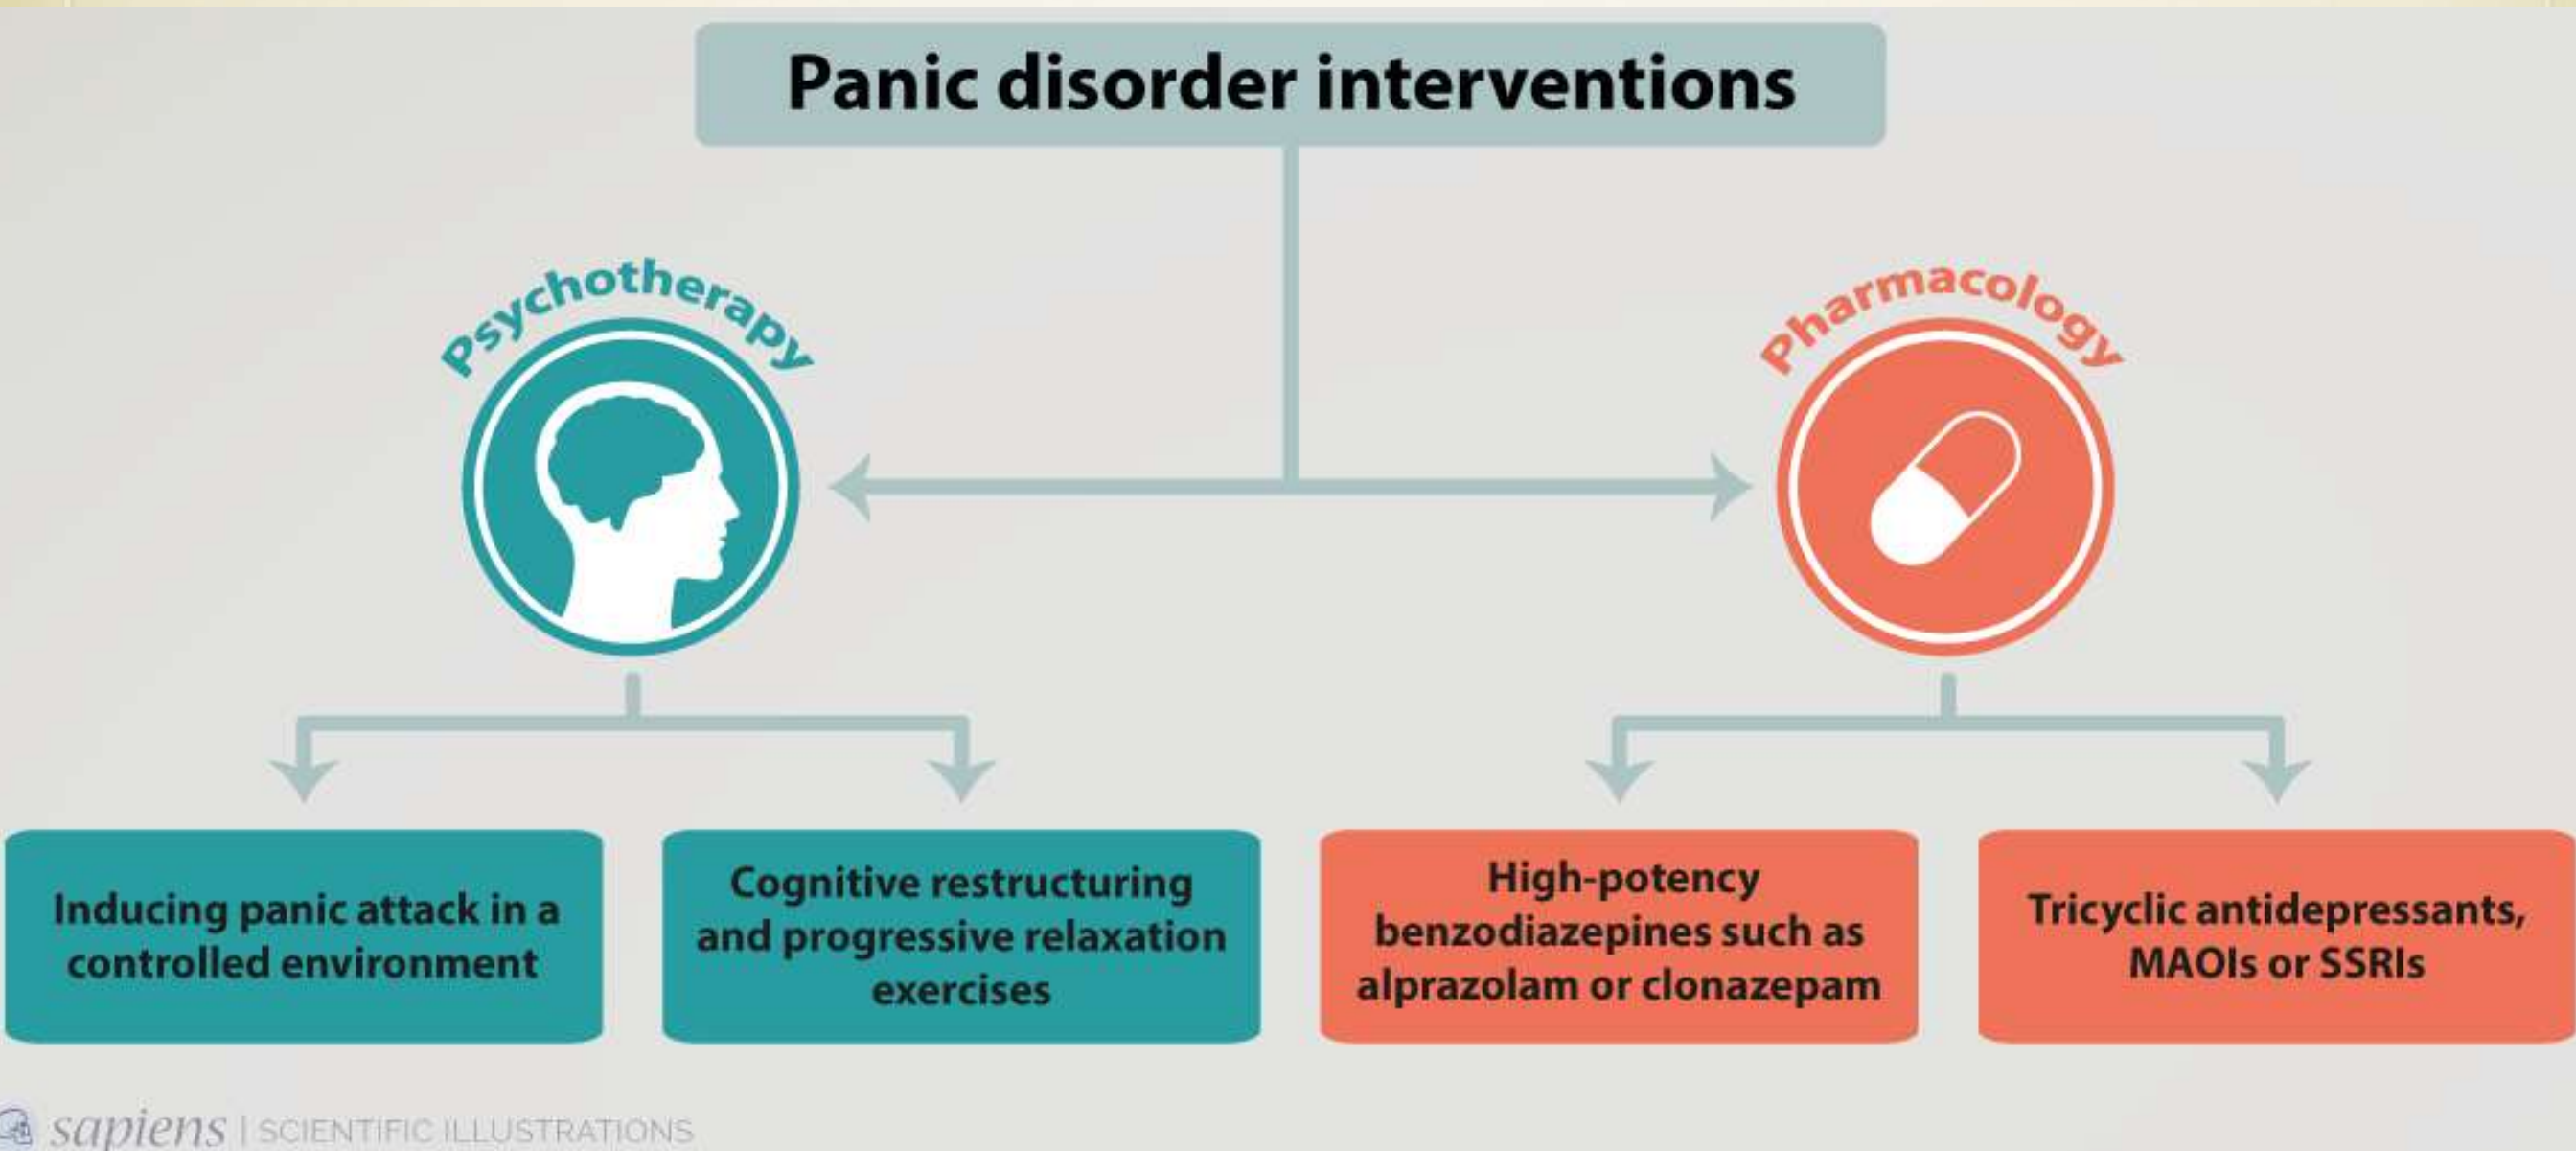 Panic disorder interventions
Psychotherapy
Pharmacology
Inducing panic attack in a
controlled environment
Cognitive restructuring
and progressive relaxation
exercises
High-potency
benzodiazepines such as
alprazolam or clonazepam
Tricyclic antidepressants,
MAOIs or SSRIs
sapiens | SCIENTIFIC ILLUSTRATIONS